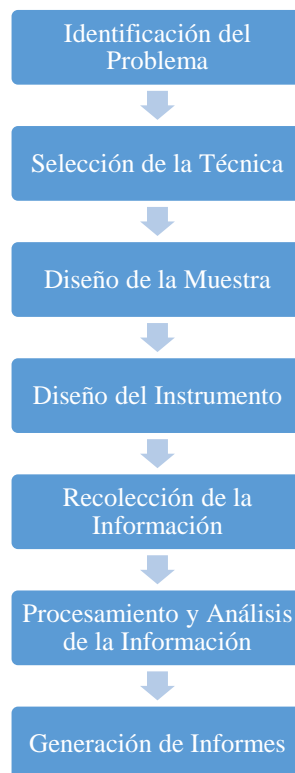 Identificación del
Problema
Selección de la Técnica
Diseño de la Muestra
Diseño del Instrumento
Recolección de la
Información
Procesamiento y Análisis
de la Información
Generación de Informes